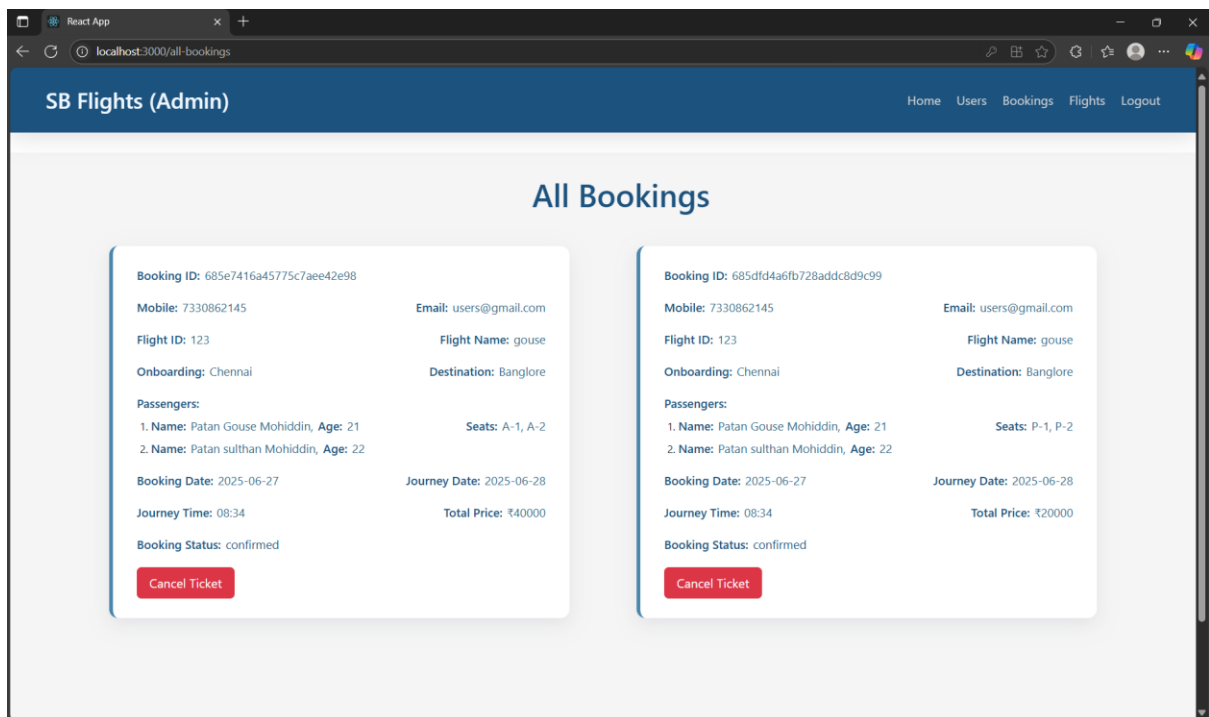 React App
localhost:3000/all-bookings
SB Flights (Admin)
Home Users Bookings Flights Logout
All Bookings
Booking ID: 685e7416a45775c7aee42e98
Mobile: 7330862145 Email: users@gmail.com
Flight ID: 123 Flight Name: gouse
Onboarding: Chennai Destination: Banglore
Passengers:
1. Name: Patan Gouse Mohiddin, Age: 21 Seats: A-1, A-2
2. Name: Patan sulthan Mohiddin, Age: 22
Booking Date: 2025-06-27 Journey Date: 2025-06-28
Journey Time: 08:34 Total Price: ₹40000
Booking Status: confirmed
Cancel Ticket
Booking ID: 685dfd4a6fb728addc8d9c99
Mobile: 7330862145 Email: users@gmail.com
Flight ID: 123 Flight Name: gouse
Onboarding: Chennai Destination: Banglore
Passengers:
1. Name: Patan Gouse Mohiddin, Age: 21 Seats: P-1, P-2
2. Name: Patan sulthan Mohiddin, Age: 22
Booking Date: 2025-06-27 Journey Date: 2025-06-28
Journey Time: 08:34 Total Price: ₹20000
Booking Status: confirmed
Cancel Ticket